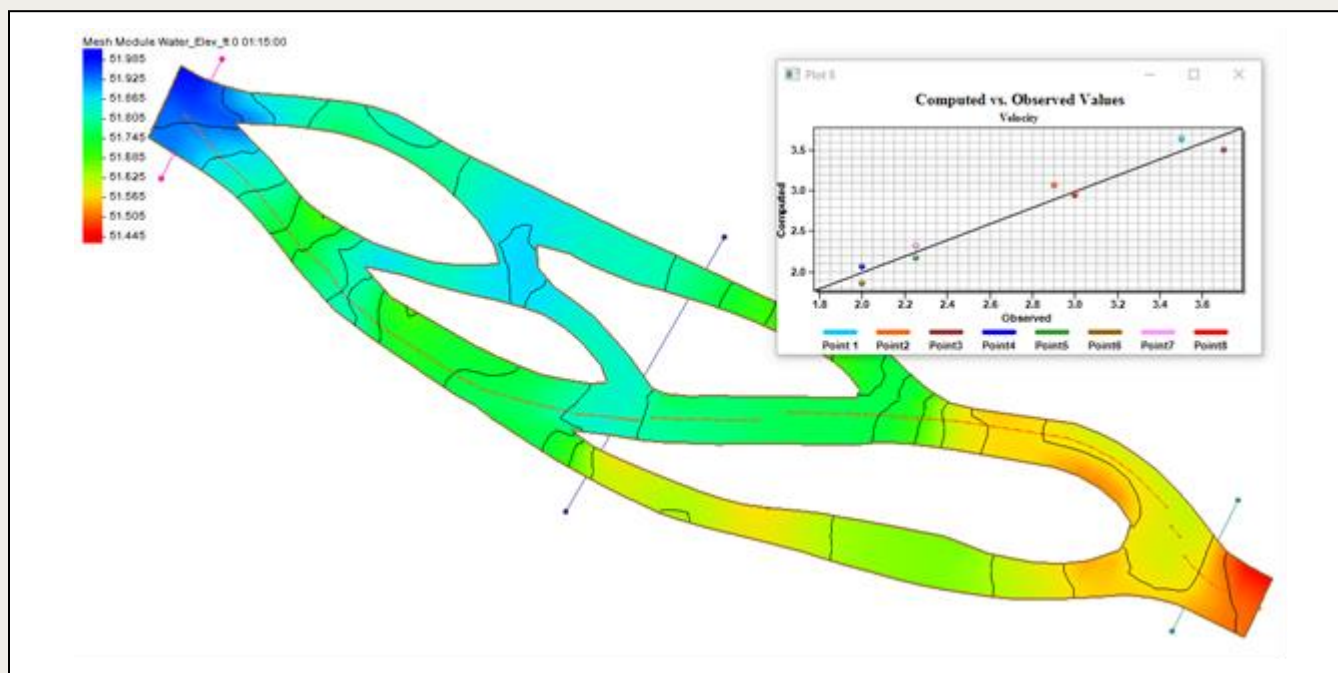 Mesh Module Water_Elev_ft 0 01:15:00
51.985
51.925
51.865
51.805
51.745
51.685
51.625
51.565
51.505
51.445
Plot 8
Computed vs. Observed Values
Velocity
3.5
3.0
2.5
2.0
Computed
1.8 2.0 2.2 2.4 2.6 2.8 3.0 3.2 3.4 3.6
Observed
Point 1 Point2 Point3 Point4 Point5 Point6 Point7 Point8